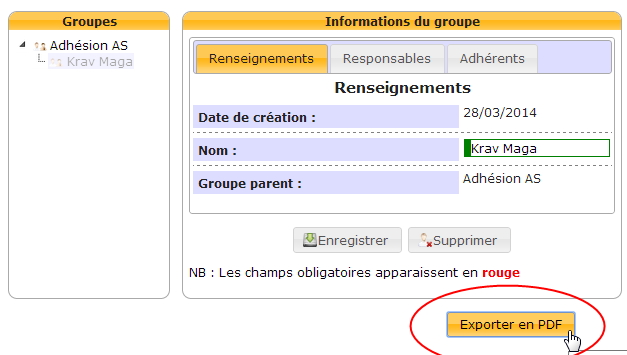 Groupes
Adhésion AS
Krav Maga
Informations du groupe
Renseignements Responsables Adhérents
Renseignements
Date de création : 28/03/2014
Nom : Krav Maga
Groupe parent : Adhésion AS
Enregistrer Supprimer
NB : Les champs obligatoires apparaissent en rouge
Exporter en PDF